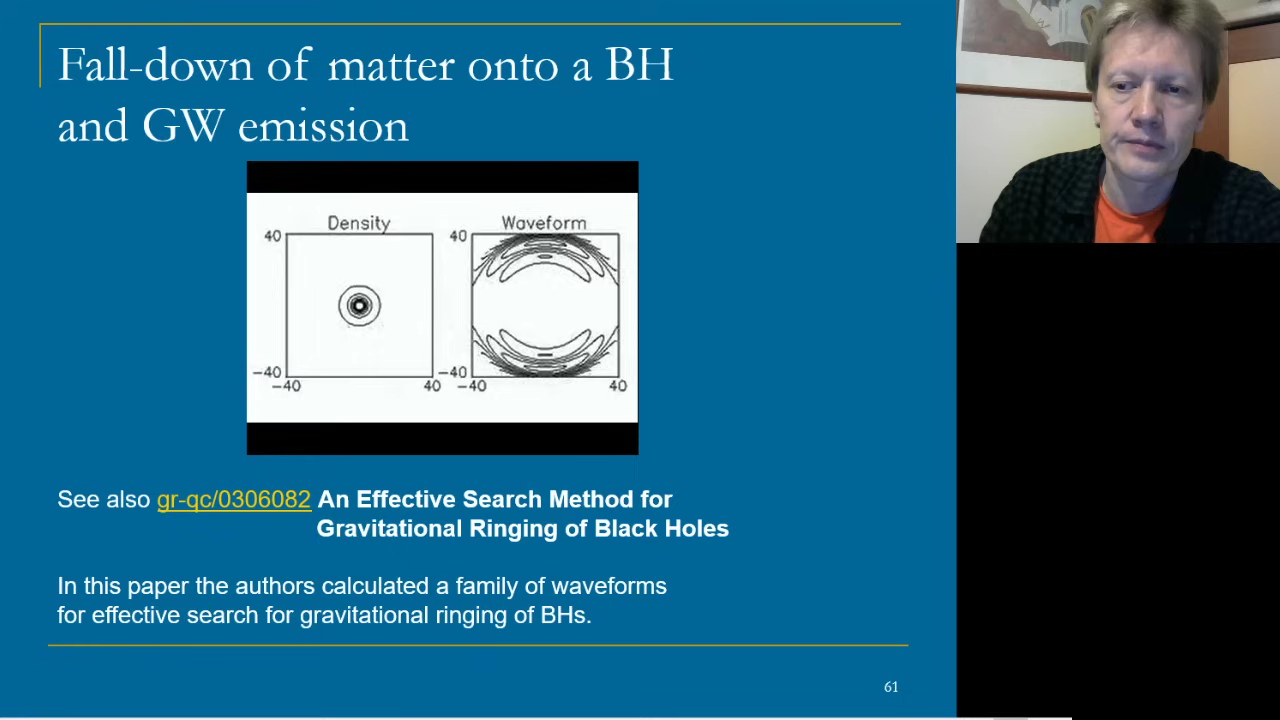 Fall-down of matter onto a BH
and GW emission
Density
Waveform
40
40
-40
-40
-40
40
-40
40
See also gr-qc/0306082 An Effective Search Method for
Gravitational Ringing of Black Holes
In this paper the authors calculated a family of waveforms
for effective search for gravitational ringing of BHs.
61